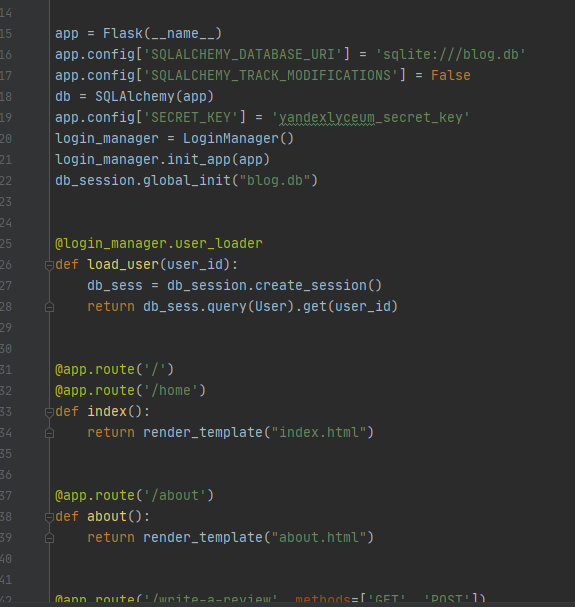 14
15 app = Flask(__name__)
16 app.config['SQLALCHEMY_DATABASE_URI'] = 'sqlite:///blog.db'
17 app.config['SQLALCHEMY_TRACK_MODIFICATIONS'] = False
18 db = SQLAlchemy(app)
19 app.config['SECRET_KEY'] = 'yandexlyceum_secret_key'
20 login_manager = LoginManager()
21 login_manager.init_app(app)
22 db_session.global_init("blog.db")
23
24
25 @login_manager.user_loader
26 def load_user(user_id):
27     db_sess = db_session.create_session()
28     return db_sess.query(User).get(user_id)
29
30
31 @app.route('/')
32 @app.route('/home')
33 def index():
34     return render_template("index.html")
35
36
37 @app.route('/about')
38 def about():
39     return render_template("about.html")
40
41
42 @app.route('/write-a-review', methods=['GET', 'POST'])